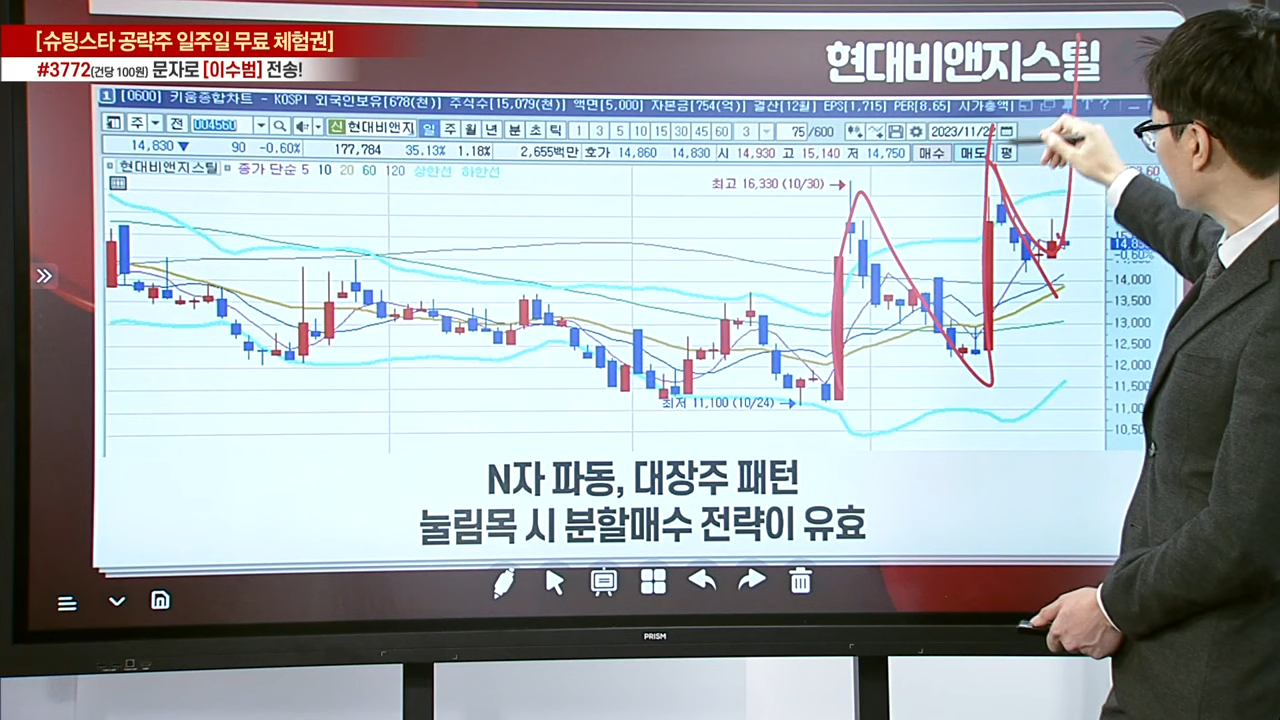 [슈팅스타 공략주 일주일 무료 체험권]
#3772(건당 100원) 문자로 [이수범] 전송!
현대비앤지스틸
1 [0600] 키움종합차트 - KOSPI 외국인보유[678(천)] 주식수[15,079(천)] 액면[5,000] 자본금[754(억)] 결산[12월] EPS[1,715] PER[8.65] 시가총액
주 전 004560 신 현대비앤지 일 주 월 년 분 초 틱 1 3 5 10 15 30 45 60 3 75/600 2023/11/2
14,830 ▼ 90 -0.60% 177,784 35.13% 1.18% 2,655백만 호가 14,860 14,830 시 14,930 고 15,140 저 14,750 매수 매도 평
현대비앤지스틸 종가 단순 5 10 20 60 120 상한선 하한선
최고 16,330 (10/30) →
-0.60%
14,000
13,500
13,000
12,500
12,000
11,500
11,000
10,50
최저 11,100 (10/24) →
N자 파동, 대장주 패턴
눌림목 시 분할매수 전략이 유효
PRISM